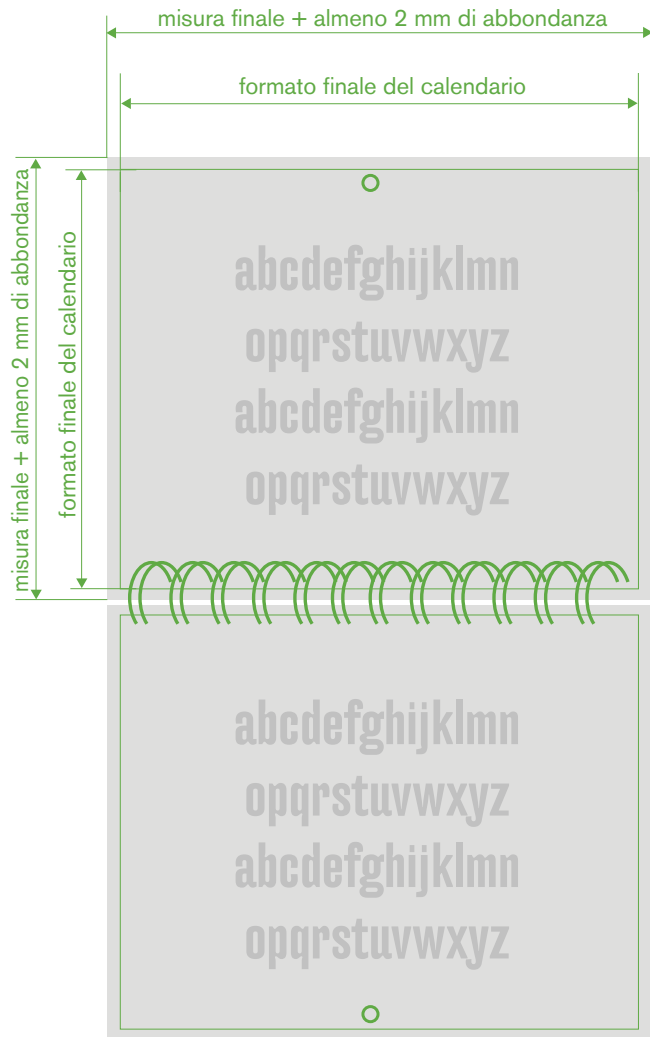 misura finale + almeno 2 mm di abbondanza
formato finale del calendario
misura finale + almeno 2 mm di abbondanza
formato finale del calendario
abcdefghijklmn
opqrstuvwxyz
abcdefghijklmn
opqrstuvwxyz
abcdefghijklmn
opqrstuvwxyz
abcdefghijklmn
opqrstuvwxyz